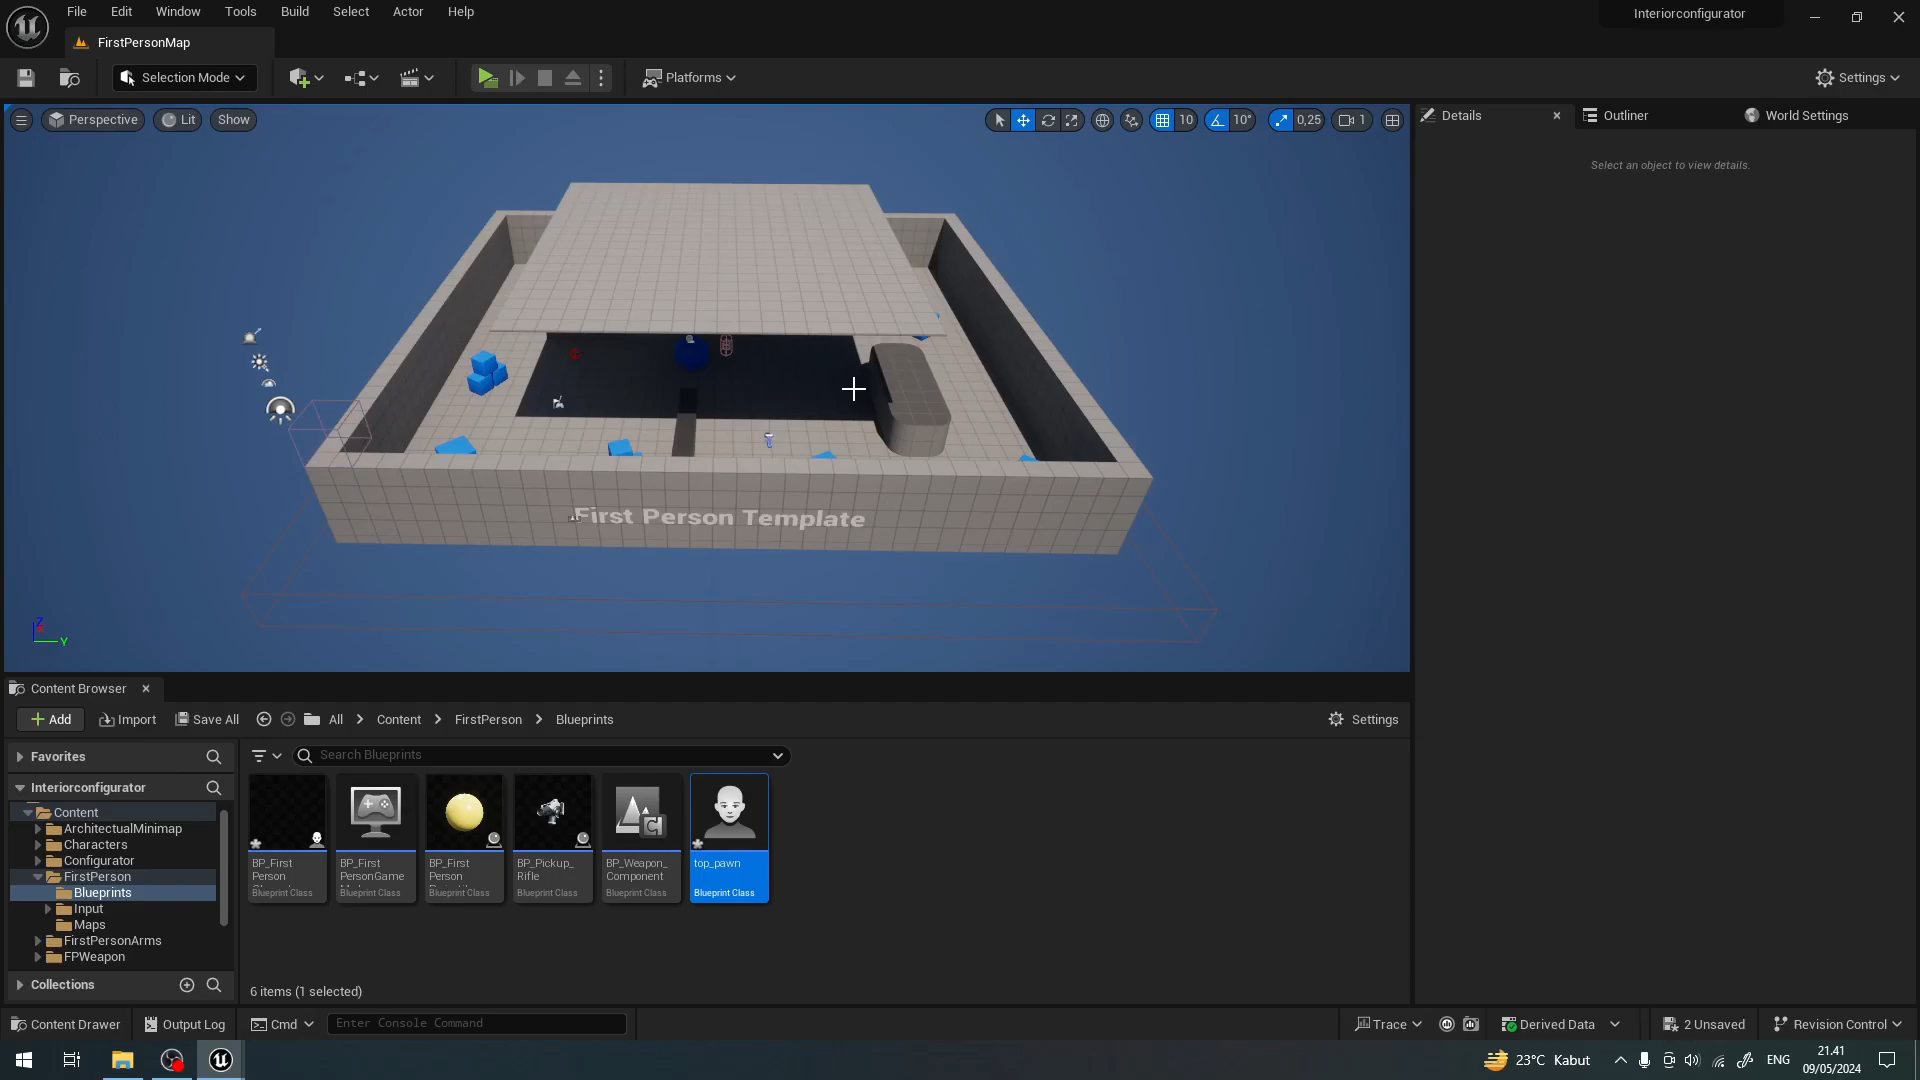 File Edit Window Tools Build Select Actor Help
Interiorconfigurator
FirstPersonMap
Selection Mode
Platforms
Settings
Perspective Lit Show
10 10° 0,25 1
Details
Outliner
World Settings
Select an object to view details.
First Person Template
Z
Y
Content Browser
Add Import Save All All Content FirstPerson Blueprints
Settings
Favorites
Search Blueprints
Interiorconfigurator
Content
ArchitectualMinimap
Characters
Configurator
FirstPerson
Blueprints
Input
Maps
FirstPersonArms
FPWeapon
Collections
BP_First
Person
Blueprint Class
BP_First
PersonGame
Blueprint Class
BP_First
Person
Blueprint Class
BP_Pickup_
Rifle
Blueprint Class
BP_Weapon_
Component
Blueprint Class
top_pawn
Blueprint Class
6 items (1 selected)
Content Drawer Output Log Cmd Enter Console Command
Trace Derived Data 2 Unsaved Revision Control
23°C Kabut ENG
21.41
09/05/2024